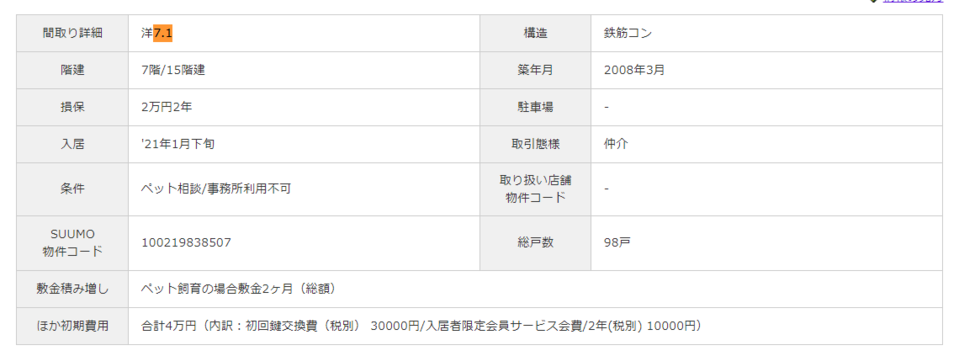 間取り詳細 洋7.1 構造 鉄筋コン
階建 7階/15階建 築年月 2008年3月
損保 2万円2年 駐車場 -
入居 '21年1月下旬 取引態様 仲介
条件 ペット相談/事務所利用不可 取り扱い店舗
物件コード -
SUUMO
物件コード 100219838507 総戸数 98戸
敷金積み増し ペット飼育の場合敷金2ヶ月（総額）
ほか初期費用 合計4万円（内訳：初回鍵交換費（税別） 30000円/入居者限定会員サービス会費/2年(税別) 10000円）